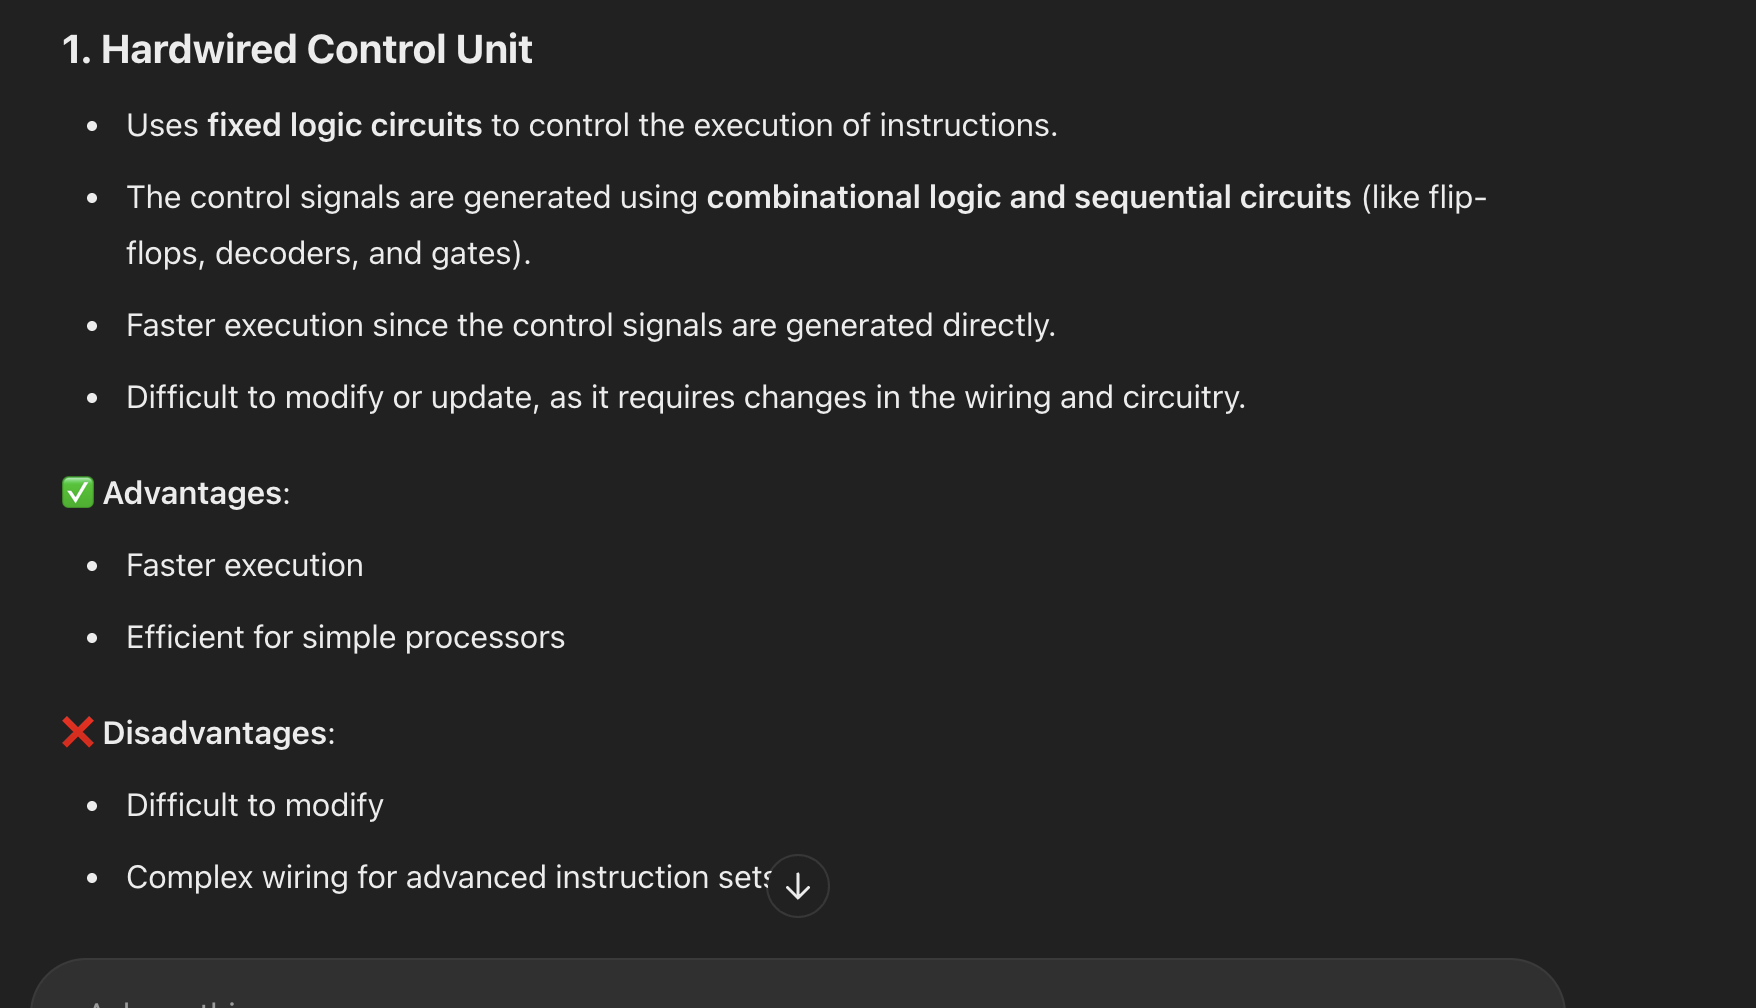 1. Hardwired Control Unit
• Uses fixed logic circuits to control the execution of instructions.
• The control signals are generated using combinational logic and sequential circuits (like flip-
flops, decoders, and gates).
• Faster execution since the control signals are generated directly.
• Difficult to modify or update, as it requires changes in the wiring and circuitry.
✅ Advantages:
• Faster execution
• Efficient for simple processors
❌ Disadvantages:
• Difficult to modify
• Complex wiring for advanced instruction sets